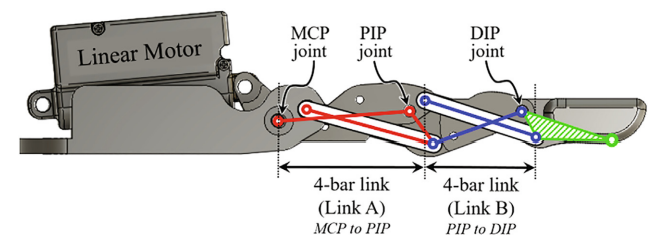 Linear Motor
MCP
joint
PIP
joint
DIP
joint
4-bar link
(Link A)
MCP to PIP
4-bar link
(Link B)
PIP to DIP